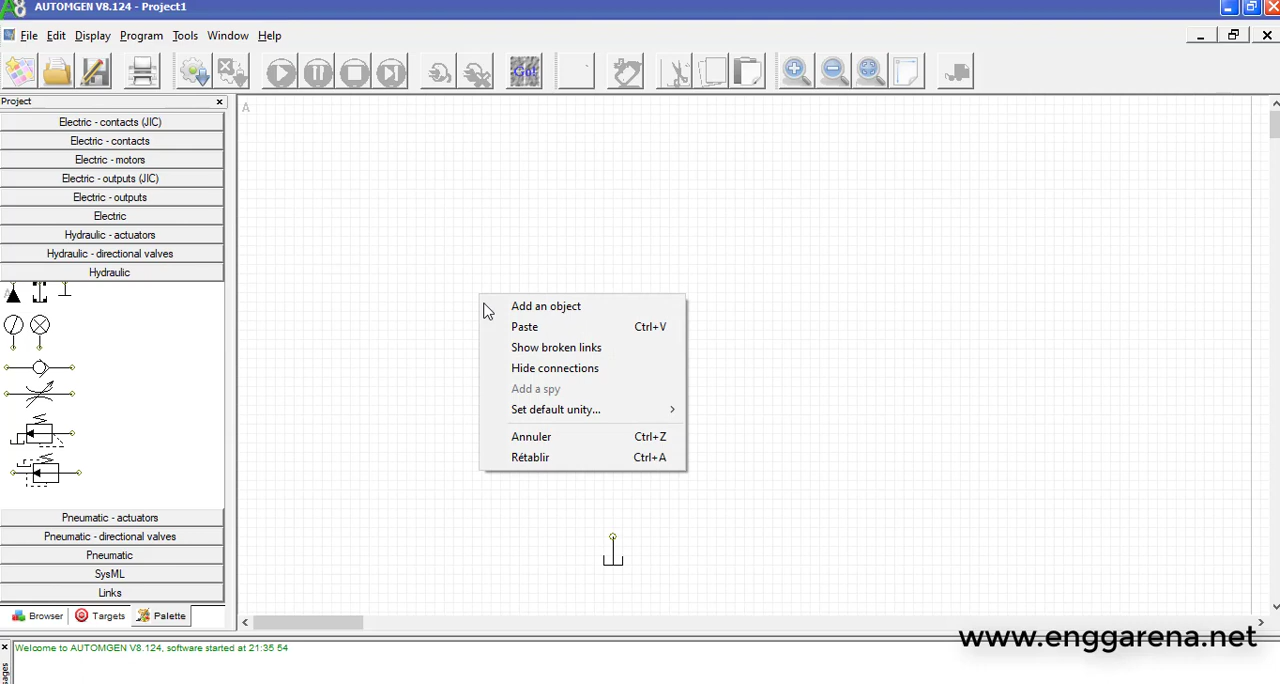 AUTOMGEN V8.124 - Project1
File Edit Display Program Tools Window Help
Go!
Project
A
Electric - contacts (JIC)
Electric - contacts
Electric - motors
Electric - outputs (JIC)
Electric - outputs
Electric
Hydraulic - actuators
Hydraulic - directional valves
Hydraulic
Add an object
Paste Ctrl+V
Show broken links
Hide connections
Add a spy
Set default unity...
Annuler Ctrl+Z
Rétablir Ctrl+A
Pneumatic - actuators
Pneumatic - directional valves
Pneumatic
SysML
Links
Browser Targets Palette
www.enggarena.net
Welcome to AUTOMGEN V8.124, software started at 21:35 54